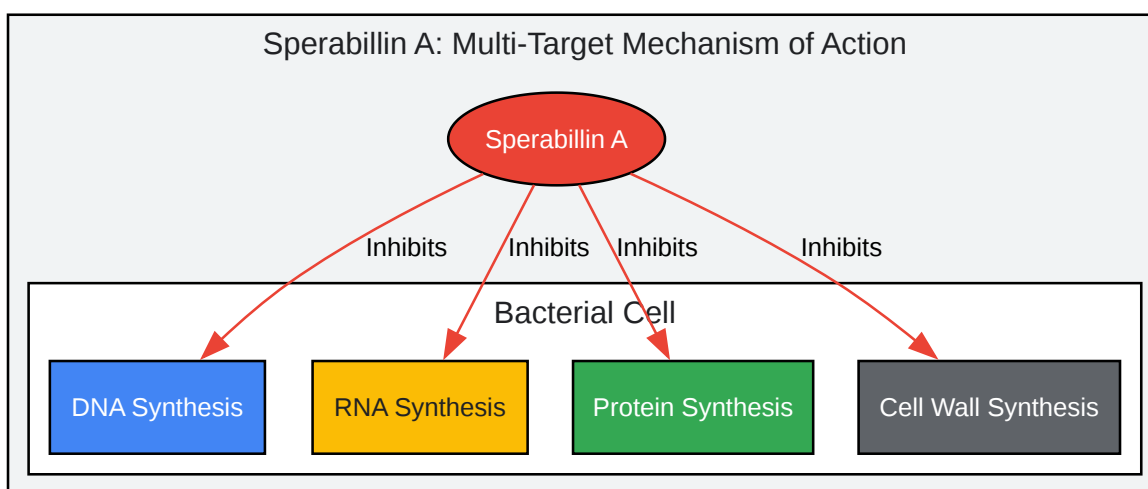 Sperabillin A: Multi-Target Mechanism of Action
Sperabillin A
Inhibits
Inhibits
Inhibits
Inhibits
Bacterial Cell
DNA Synthesis
RNA Synthesis
Protein Synthesis
Cell Wall Synthesis